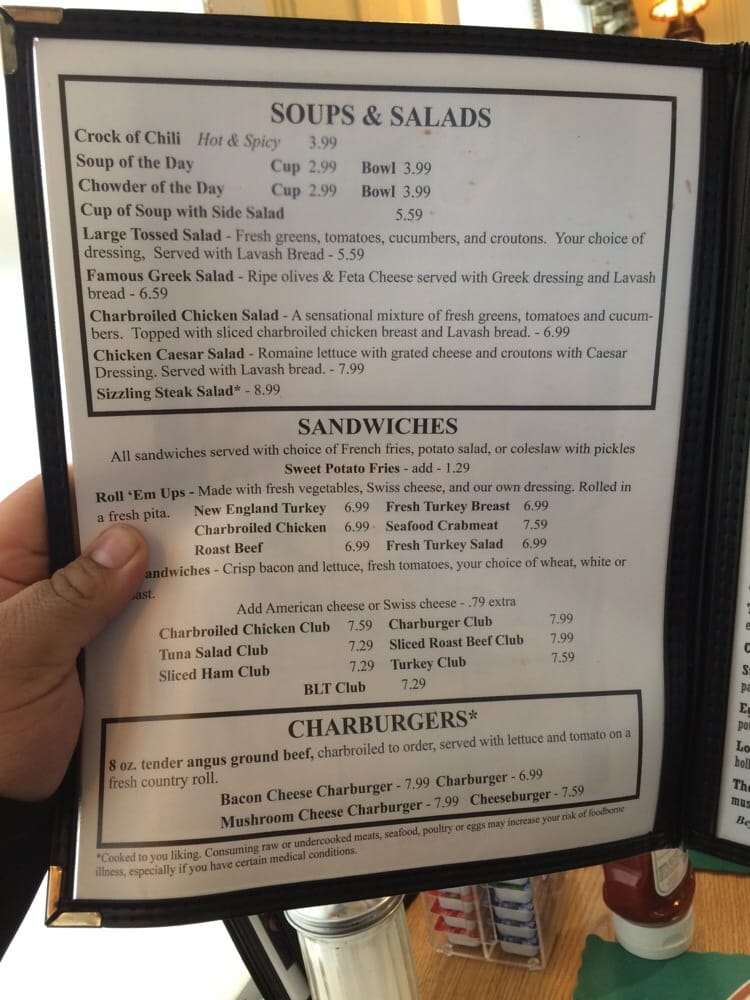 SOUPS & SALADS
Crock of Chili Hot & Spicy 3.99
Soup of the Day Cup 2.99 Bowl 3.99
Chowder of the Day Cup 2.99 Bowl 3.99
Cup of Soup with Side Salad 5.59
Large Tossed Salad - Fresh greens, tomatoes, cucumbers, and croutons. Your choice of
dressing, Served with Lavash Bread - 5.59
Famous Greek Salad - Ripe olives & Feta Cheese served with Greek dressing and Lavash
bread - 6.59
Charbroiled Chicken Salad - A sensational mixture of fresh greens, tomatoes and cucum-
bers. Topped with sliced charbroiled chicken breast and Lavash bread. - 6.99
Chicken Caesar Salad - Romaine lettuce with grated cheese and croutons with Caesar
Dressing. Served with Lavash bread. - 7.99
Sizzling Steak Salad* - 8.99
SANDWICHES
All sandwiches served with choice of French fries, potato salad, or coleslaw with pickles
Sweet Potato Fries - add - 1.29
Roll 'Em Ups - Made with fresh vegetables, Swiss cheese, and our own dressing. Rolled in
a fresh pita.
New England Turkey 6.99 Fresh Turkey Breast 6.99
Charbroiled Chicken 6.99 Seafood Crabmeat 7.59
Roast Beef 6.99 Fresh Turkey Salad 6.99
andwiches - Crisp bacon and lettuce, fresh tomatoes, your choice of wheat, white or
ast.
Add American cheese or Swiss cheese - .79 extra
Charbroiled Chicken Club 7.59 Charburger Club 7.99
Tuna Salad Club 7.29 Sliced Roast Beef Club 7.99
Sliced Ham Club 7.29 Turkey Club 7.59
BLT Club 7.29
CHARBURGERS*
8 oz. tender angus ground beef, charbroiled to order, served with lettuce and tomato on a
fresh country roll.
Bacon Cheese Charburger - 7.99 Charburger - 6.99
Mushroom Cheese Charburger - 7.99 Cheeseburger - 7.59
*Cooked to you liking. Consuming raw or undercooked meats, seafood, poultry or eggs may increase your risk of foodborne
illness, especially if you have certain medical conditions.